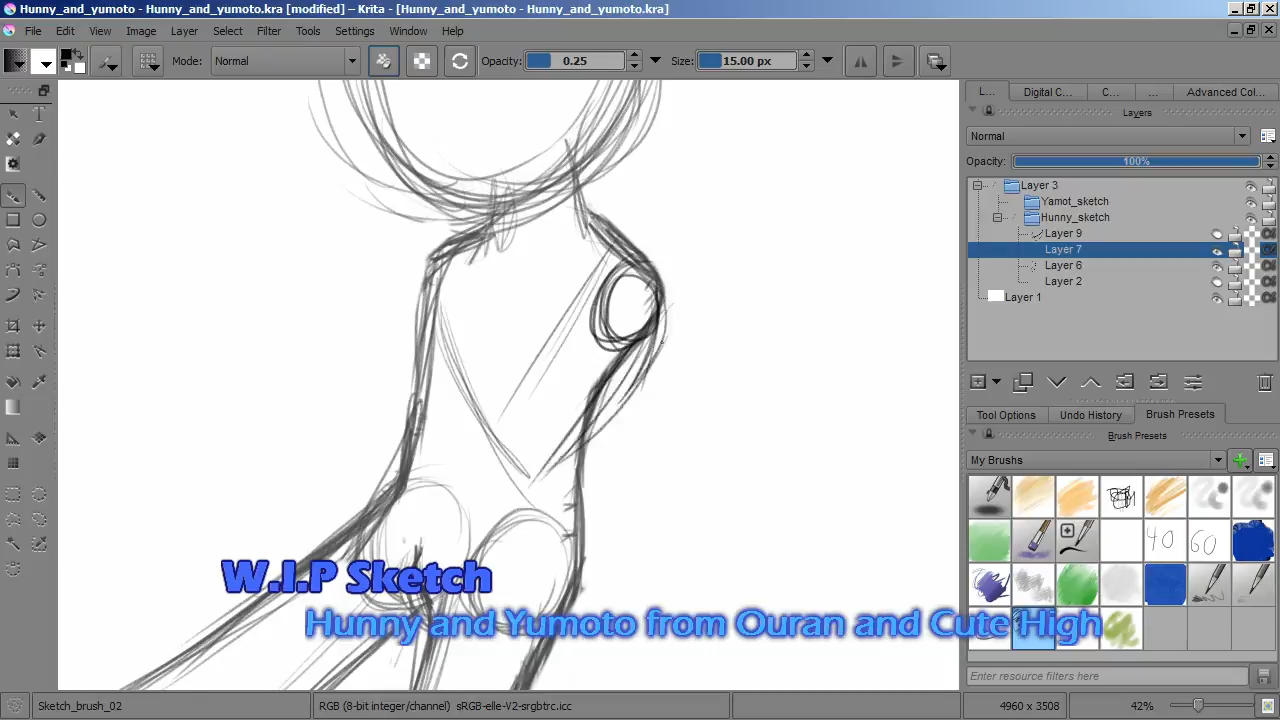 Hunny_and_yumoto - Hunny_and_yumoto.kra [modified] – Krita - [Hunny_and_yumoto - Hunny_and_yumoto.kra]
File Edit View Image Layer Select Filter Tools Settings Window Help
Mode: Normal Opacity: 0.25 Size: 15.00 px
L... Digital C... C... ... Advanced Col...
Layers
Normal
Opacity: 100%
Layer 3
Yamot_sketch
Hunny_sketch
Layer 9
Layer 7
Layer 6
Layer 2
Layer 1
Tool Options Undo History Brush Presets
Brush Presets
My Brushes
40 60
W.I.P Sketch
Hunny and Yumoto from Ouran and Cute High
Enter resource filters here
Sketch_brush_02 RGB (8-bit integer/channel) sRGB-elle-V2-srgbtrc.icc 4960 x 3508 42%